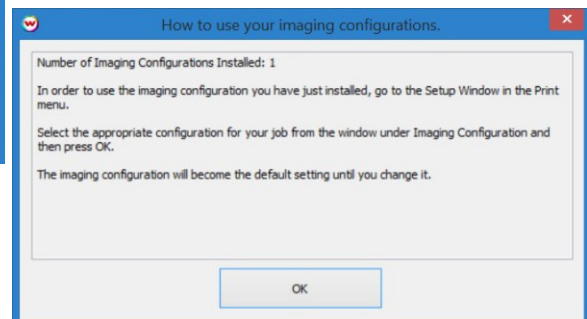 How to use your imaging configurations.
Number of Imaging Configurations Installed: 1
In order to use the imaging configuration you have just installed, go to the Setup Window in the Print
menu.
Select the appropriate configuration for your job from the window under Imaging Configuration and
then press OK.
The imaging configuration will become the default setting until you change it.
OK